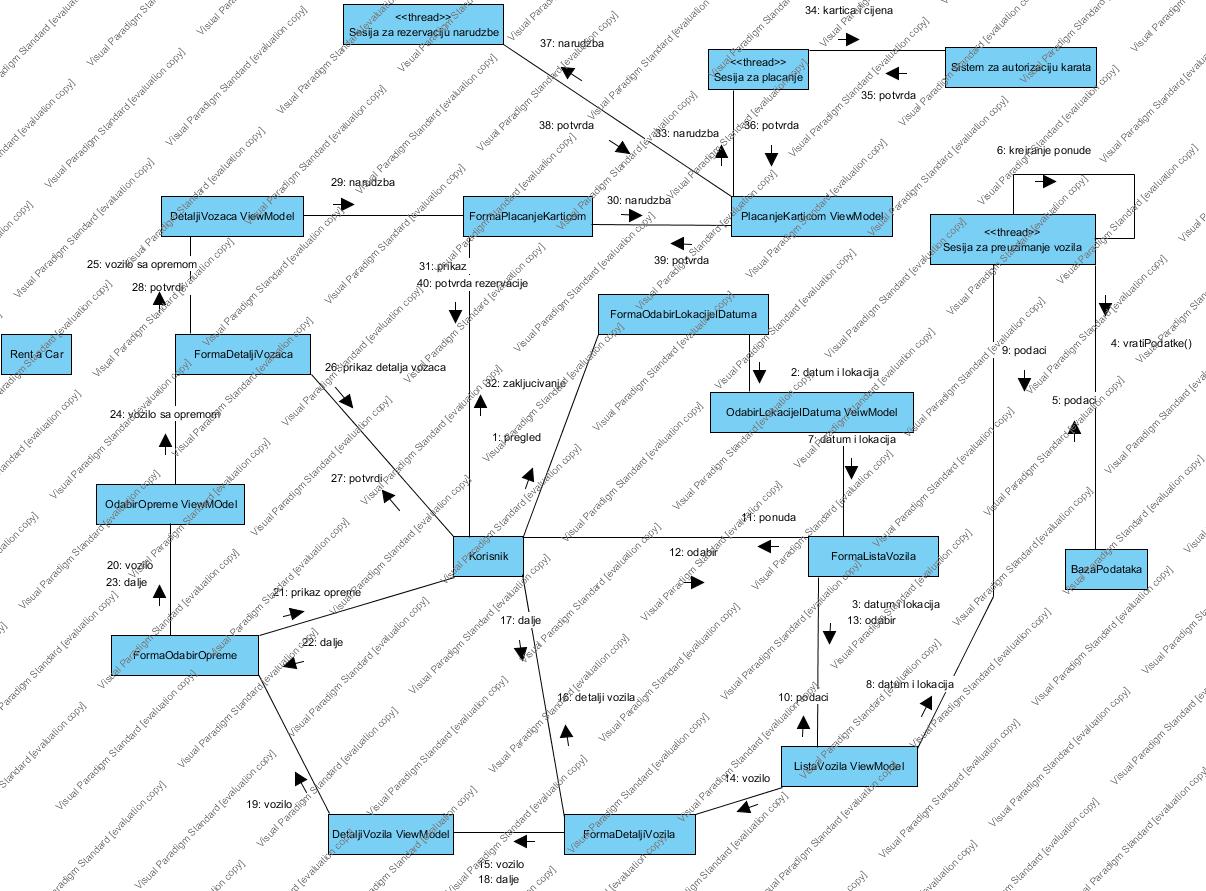 <<thread>>
Sesija za rezervaciju narudzbe
34: kartica i cijena
37: narudzba
<<thread>>
Sesija za placanje
Sistem za autorizaciju karata
35: potvrda
38: potvrda
33: narudzba
36: potvrda
6: kreiranje ponude
29: narudzba
30: narudzba
DetaljiVozaca ViewModel
FormaPlacanjeKarticom
PlacanjeKarticom ViewModel
<<thread>>
Sesija za preuzimanje vozila
39: potvrda
25: vozilo sa opremom
28: potvrdi
31: prikaz
40: potvrda rezervacije
FormaOdabirLokacijeIDatuma
Rent a Car
FormaDetaljiVozaca
9: podaci
4: vratiPodatke()
26: prikaz detalja vozaca
2: datum i lokacija
32: zakljucivanje
5: podaci
OdabirLokacijeIDatuma VeiwModel
24: vozilo sa opremom
1: pregled
7: datum i lokacija
27: potvrdi
OdabirOpreme ViewMOdel
11: ponuda
Korisnik
12: odabir
FormaListaVozila
BazaPodataka
20: vozilo
23: dalje
21: prikaz opreme
3: datum i lokacija
13: odabir
17: dalje
22: dalje
FormaOdabirOpreme
8: datum i lokacija
16: detalji vozila
10: podaci
ListaVozila ViewModel
14: vozilo
19: vozilo
DetaljiVozila ViewModel
FormaDetaljiVozila
15: vozilo
18: dalje
Visual Paradigm Standard [evaluation copy]